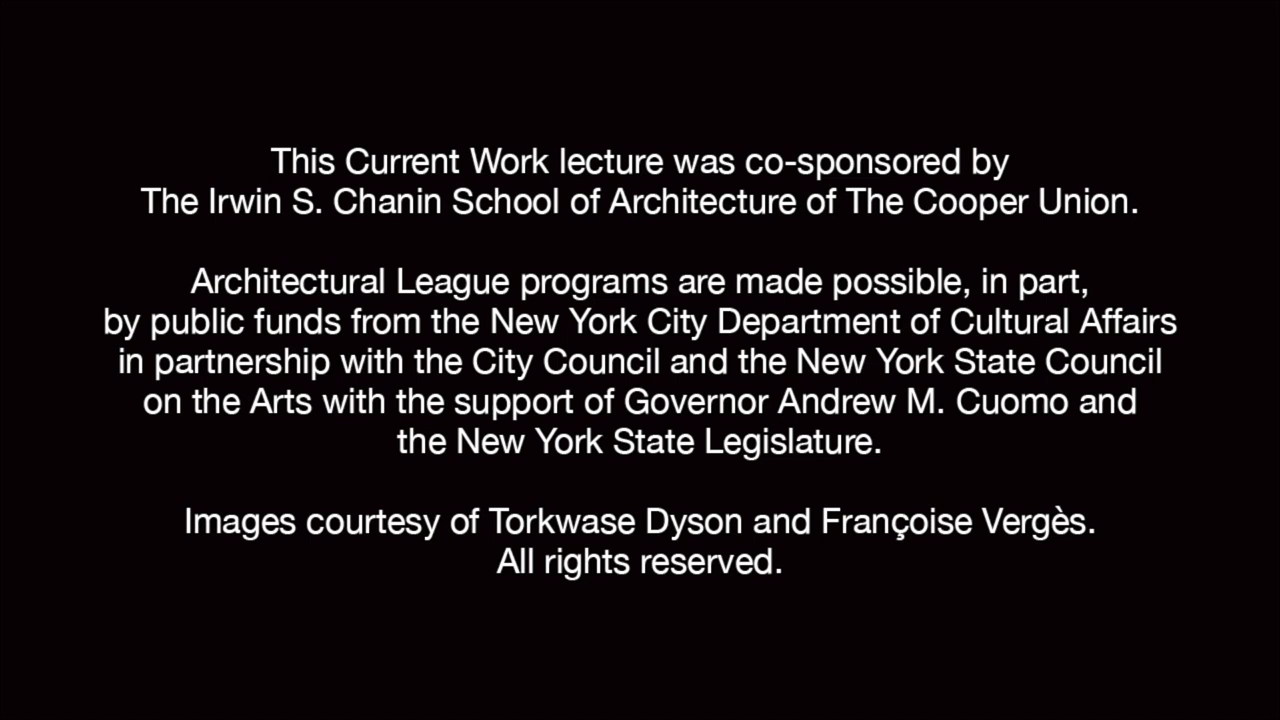 This Current Work lecture was co-sponsored by
The Irwin S. Chanin School of Architecture of The Cooper Union.
Architectural League programs are made possible, in part,
by public funds from the New York City Department of Cultural Affairs
in partnership with the City Council and the New York State Council
on the Arts with the support of Governor Andrew M. Cuomo and
the New York State Legislature.
Images courtesy of Torkwase Dyson and Françoise Vergès.
All rights reserved.